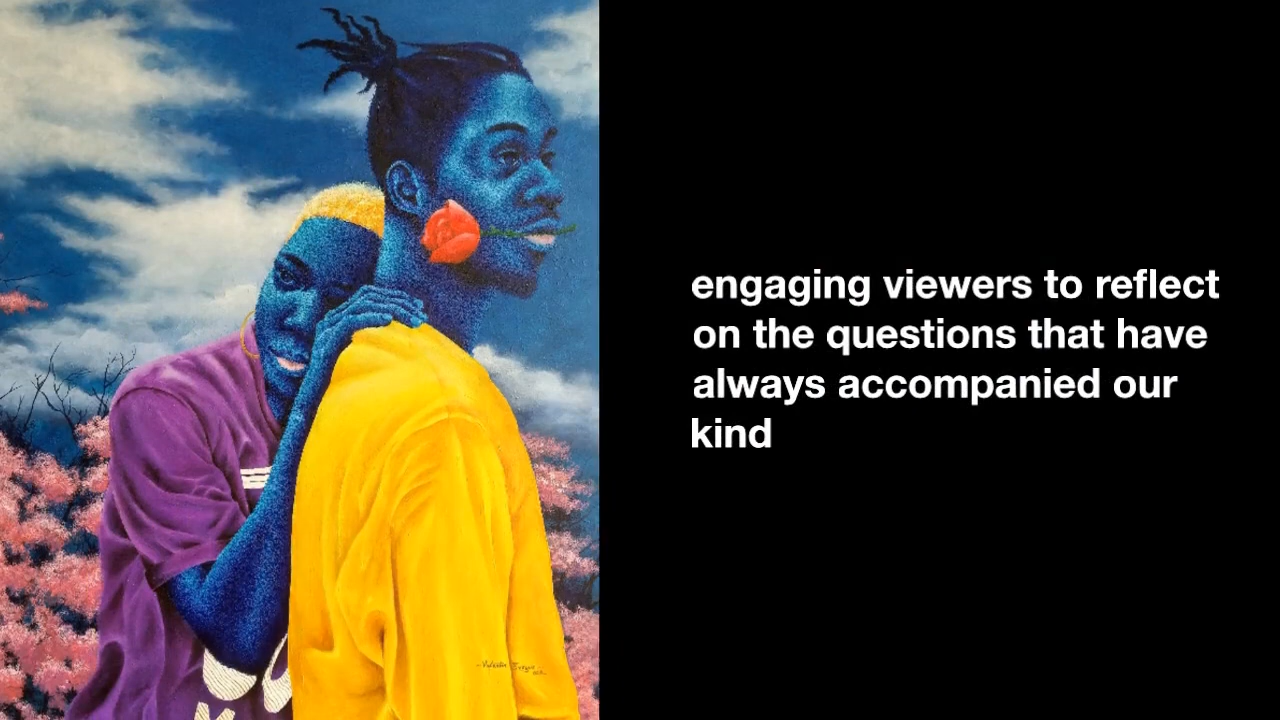 engaging viewers to reflect
on the questions that have
always accompanied our
kind